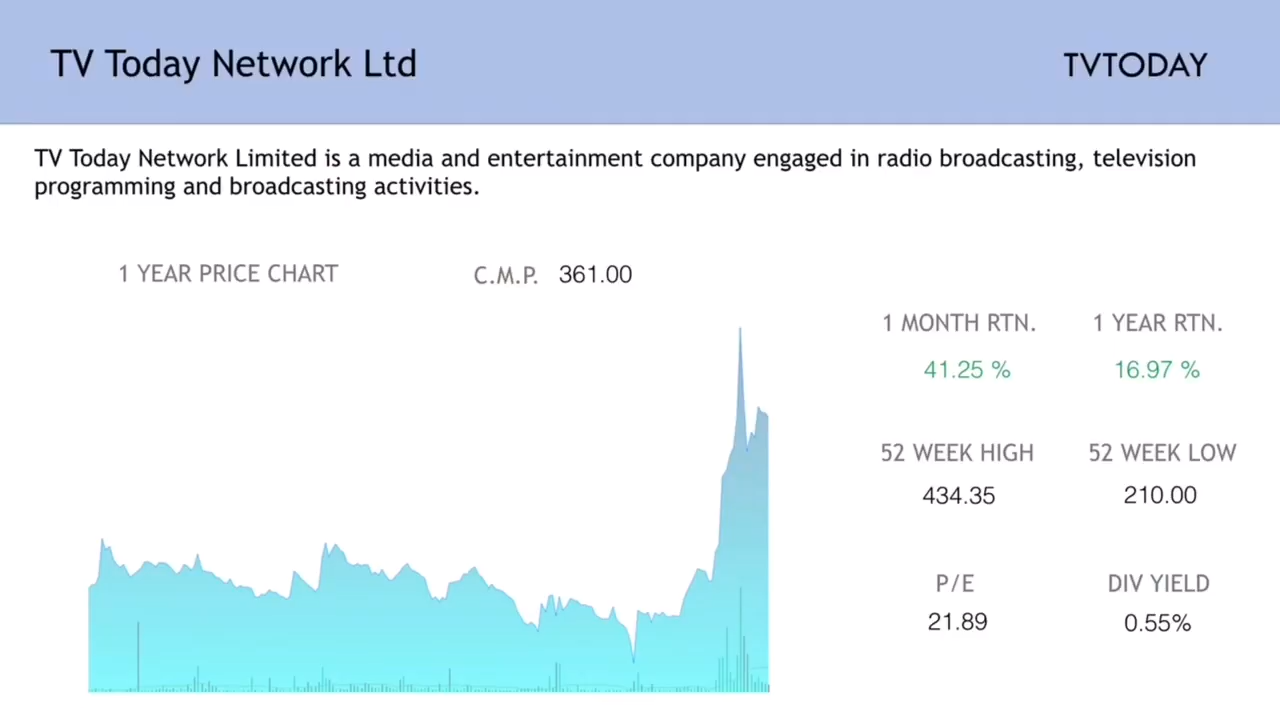 TV Today Network Ltd
TVTODAY
TV Today Network Limited is a media and entertainment company engaged in radio broadcasting, television
programming and broadcasting activities.
1 YEAR PRICE CHART
C.M.P. 361.00
1 MONTH RTN.
1 YEAR RTN.
41.25 %
16.97 %
52 WEEK HIGH
52 WEEK LOW
434.35
210.00
P/E
DIV YIELD
21.89
0.55%